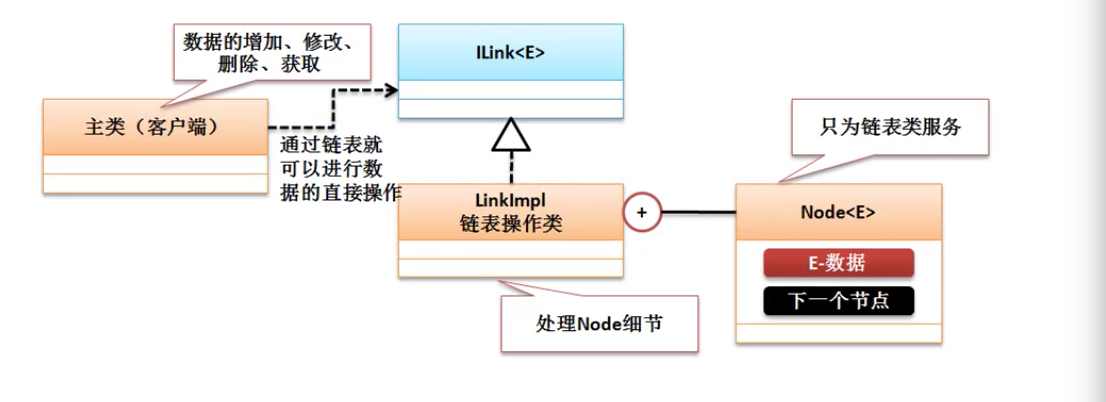 数据的增加、修改、
删除、获取
ILink<E>
主类（客户端）
通过链表就
可以进行数
据的直接操作
只为链表类服务
LinkImpl
链表操作类
+
Node<E>
E-数据
下一个节点
处理Node细节